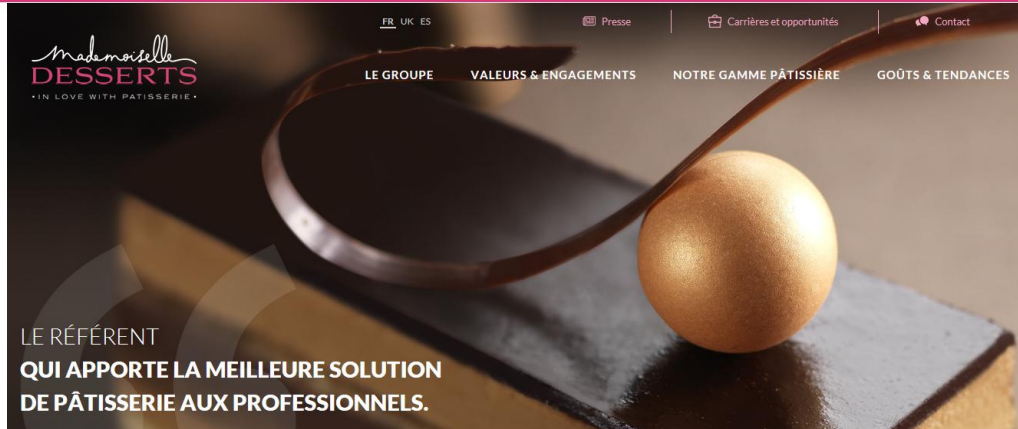 FR UK ES
Presse
Carrières et opportunités
Contact
Mademoiselle
DESSERTS
•IN LOVE WITH PATISSERIE•
LE GROUPE
VALEURS & ENGAGEMENTS
NOTRE GAMME PÂTISSIÈRE
GOÛTS & TENDANCES
LE RÉFÉRENT
QUI APPORTE LA MEILLEURE SOLUTION
DE PÂTISSERIE AUX PROFESSIONNELS.